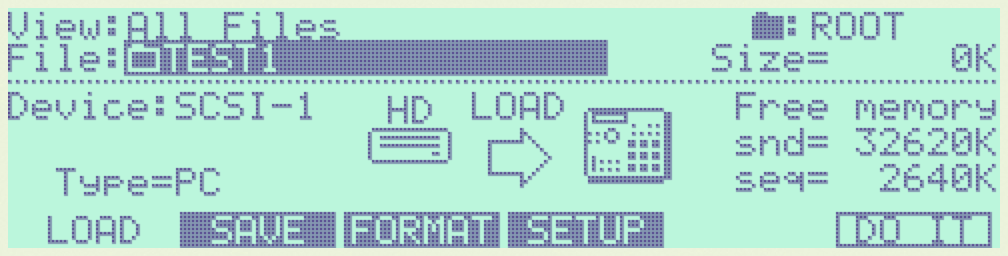 View:All Files : ROOT
File:TEST1 Size= 0K
Device:SCSI-1 HD LOAD Free memory
snd= 32620K
Type=PC seq= 2640K
LOAD SAVE FORMAT SETUP DO IT